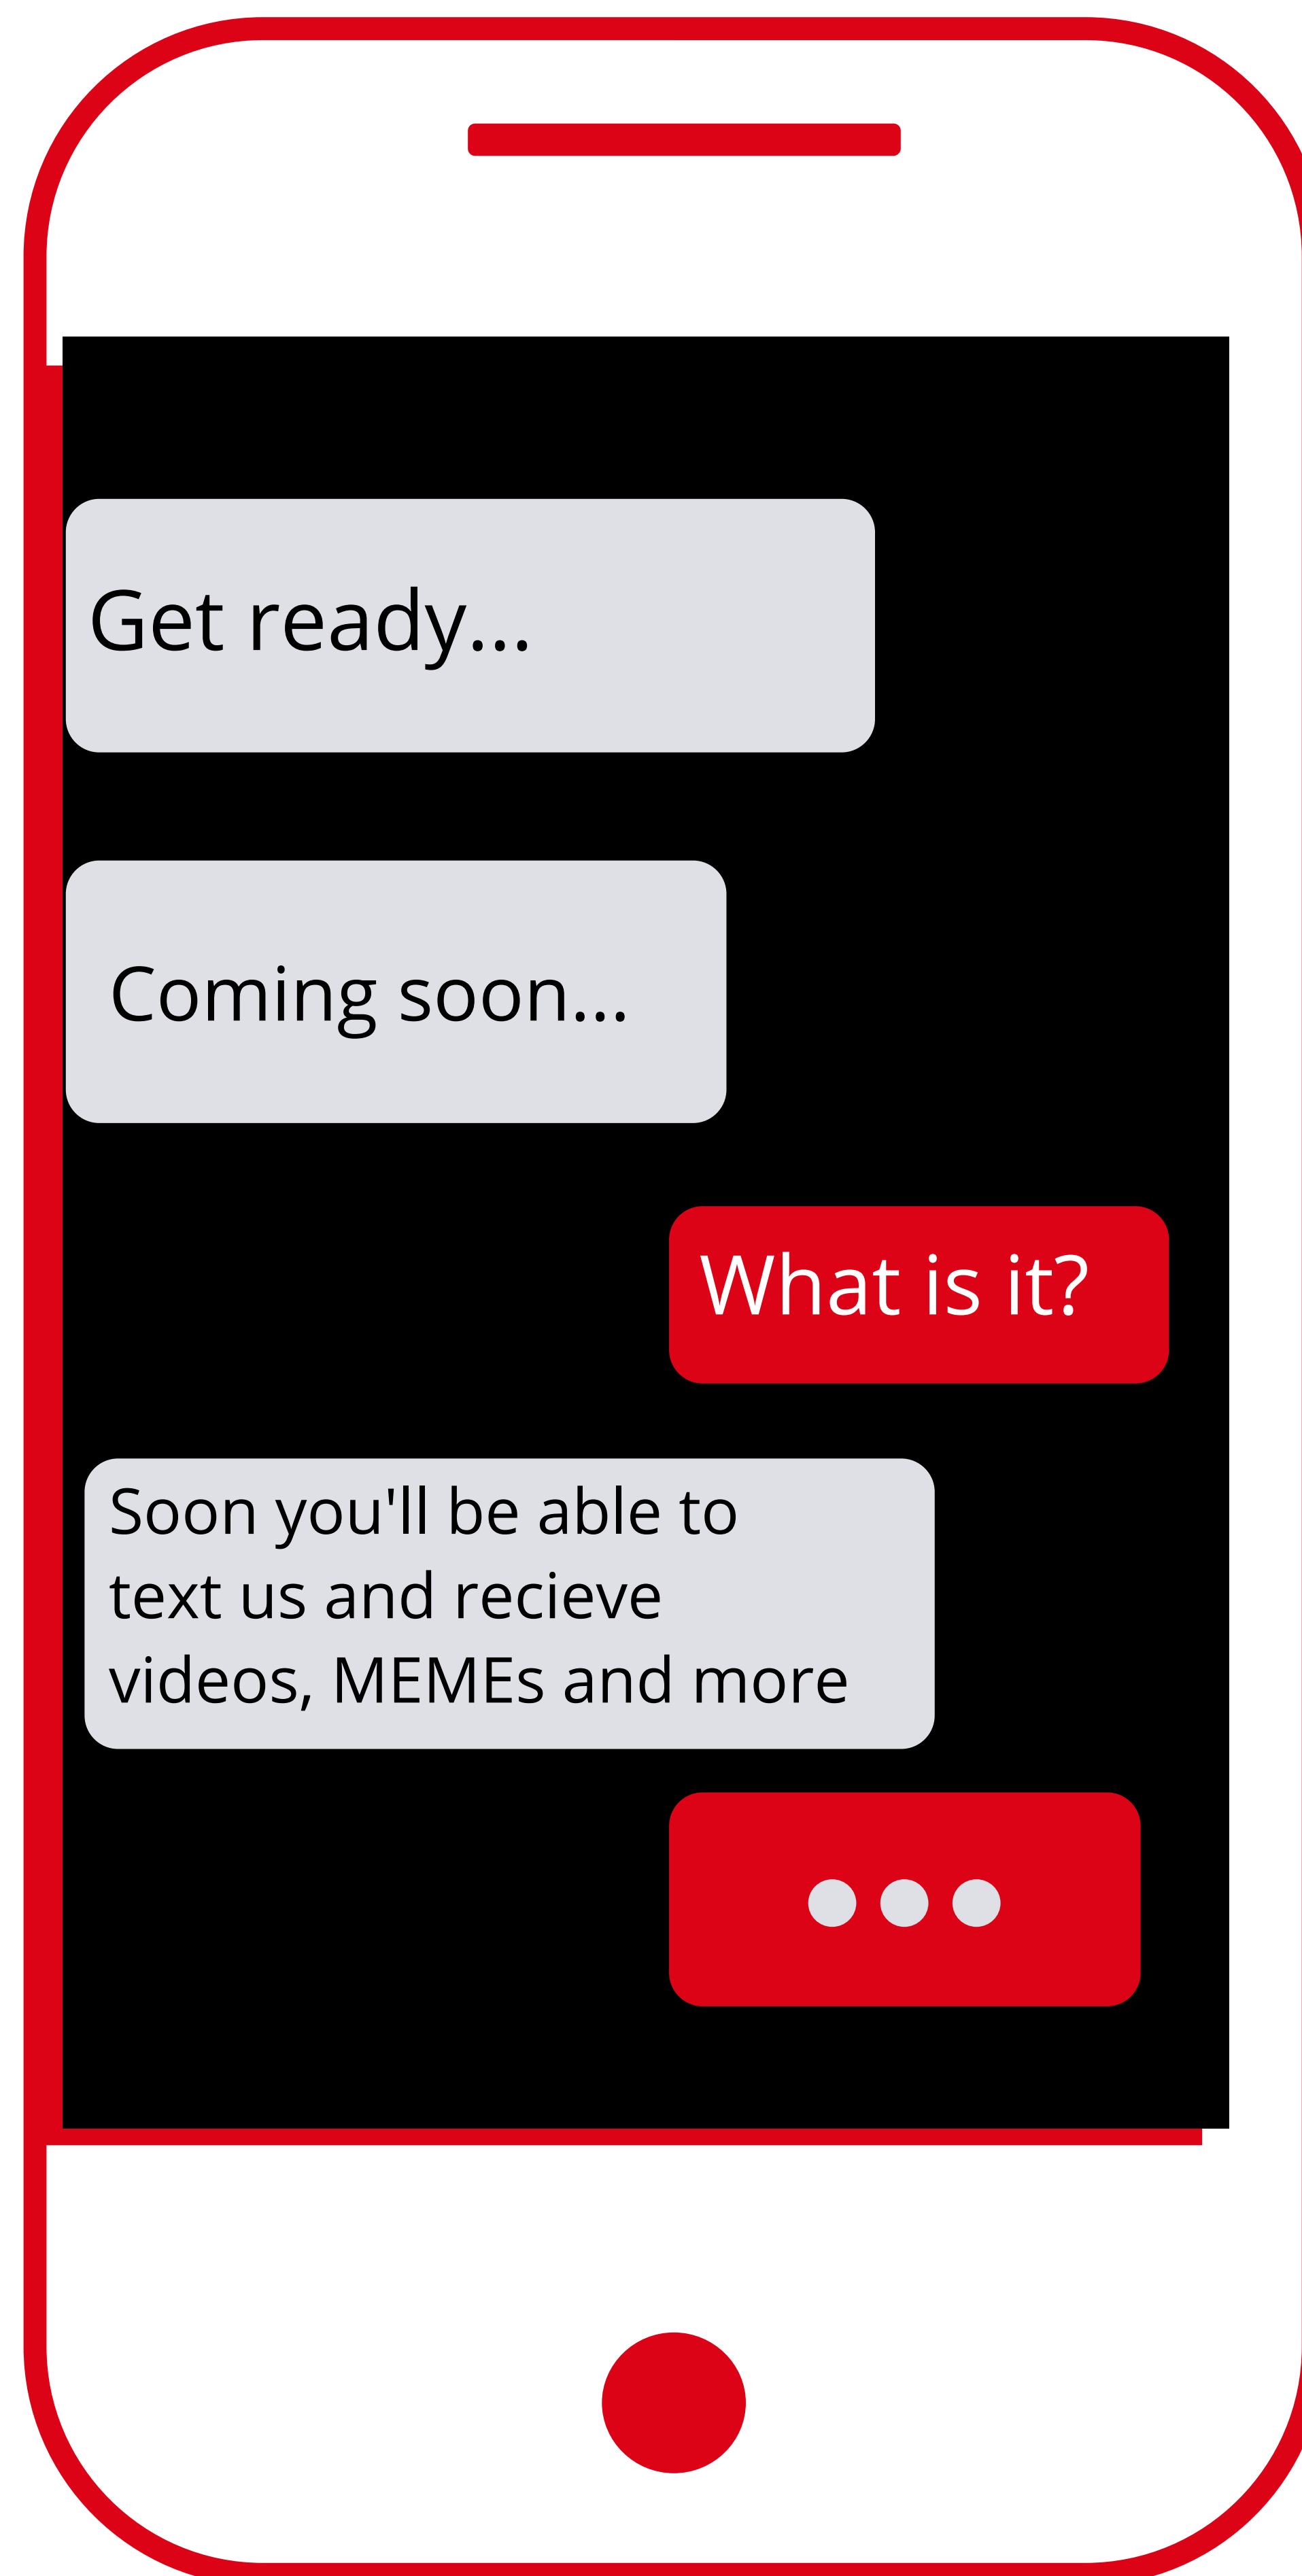 Get ready...
Coming soon...
What is it?
Soon you'll be able to
text us and recieve
videos, MEMEs and more